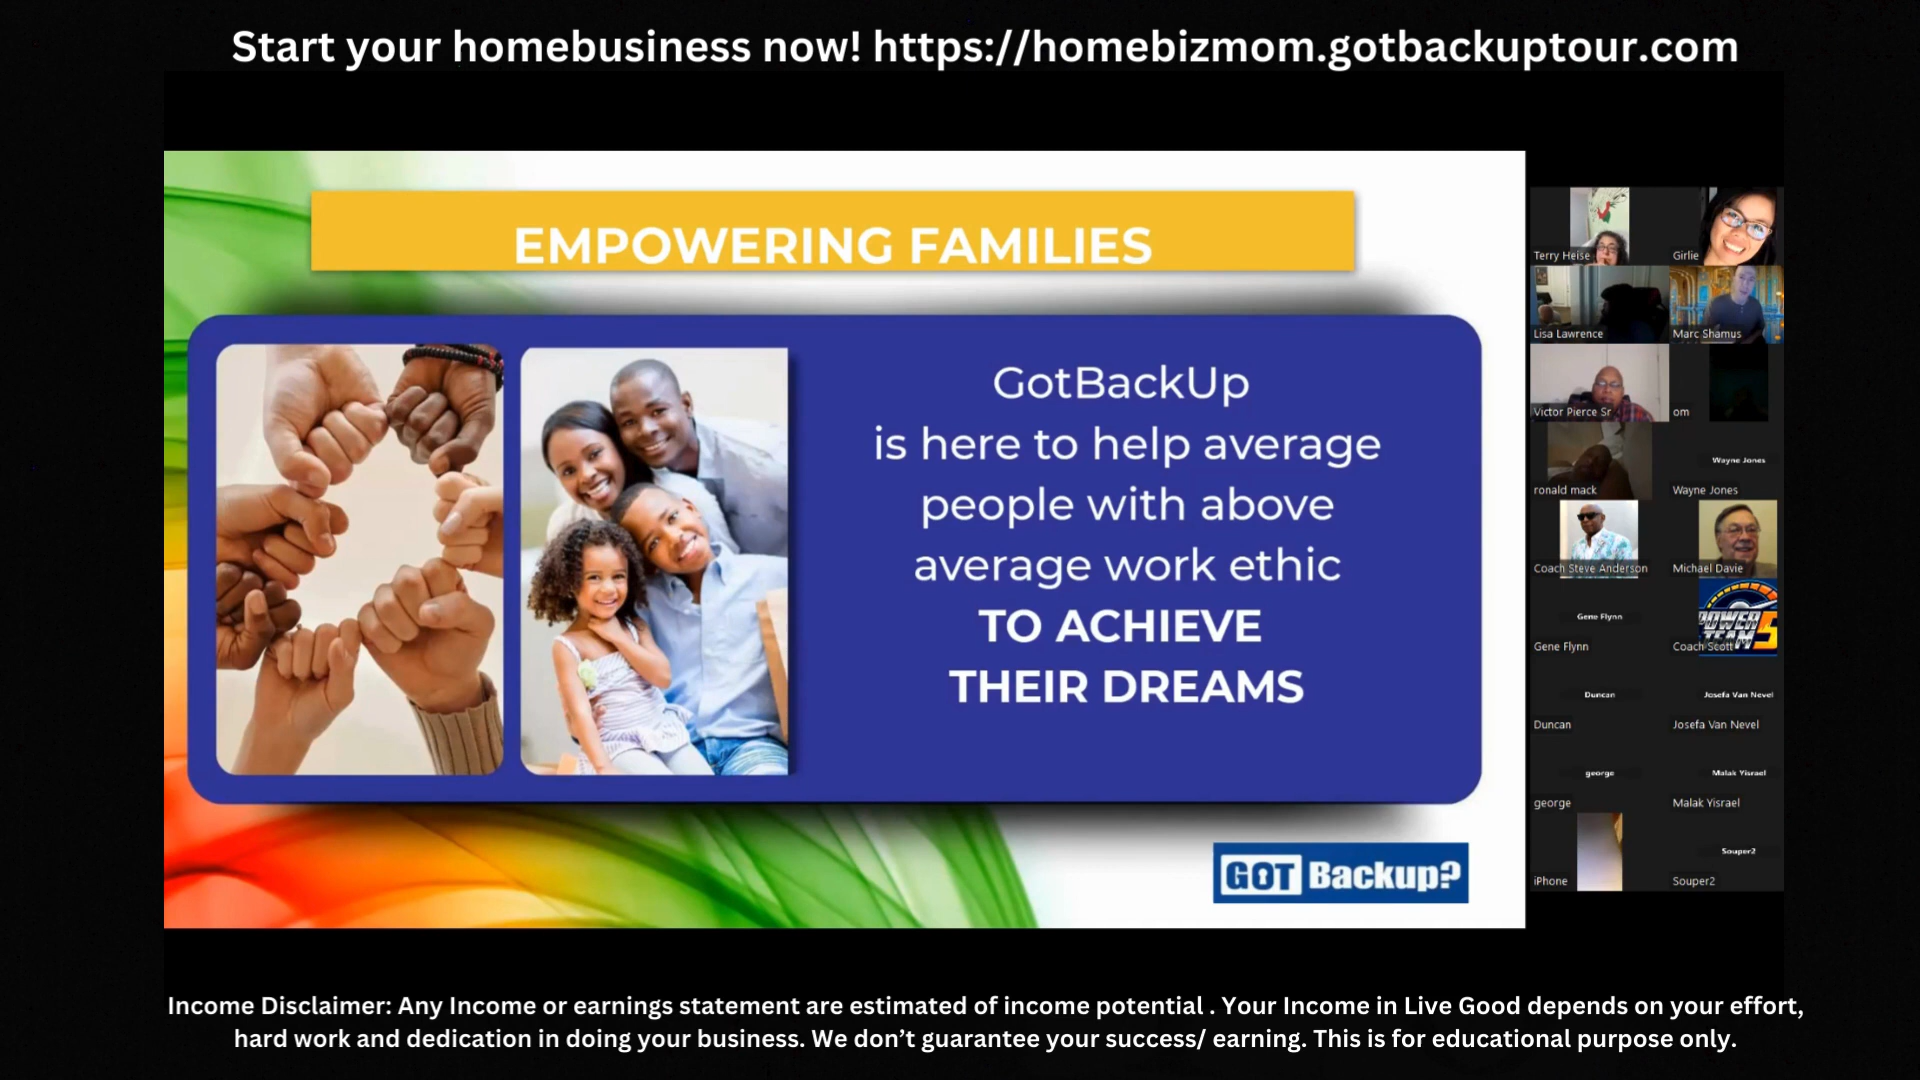 Start your homebusiness now! https://homebizmom.gotbackuptour.com
EMPOWERING FAMILIES
GotBackUp
is here to help average
people with above
average work ethic
TO ACHIEVE
THEIR DREAMS
GOT Backup?
Terry Heise
Girlie
Lisa Lawrence
Marc Shamus
Victor Pierce Sr
om
Wayne Jones
ronald mack
Wayne Jones
Coach Steve Anderson
Michael Davie
Gene Flynn
POWER
TEAM 5
Gene Flynn
Coach Scott
Duncan
Josefa Van Nevel
Duncan
Josefa Van Nevel
george
Malak Yisrael
george
Malak Yisrael
Souper2
iPhone
Souper2
Income Disclaimer: Any Income or earnings statement are estimated of income potential . Your Income in Live Good depends on your effort,
hard work and dedication in doing your business. We don’t guarantee your success/ earning. This is for educational purpose only.